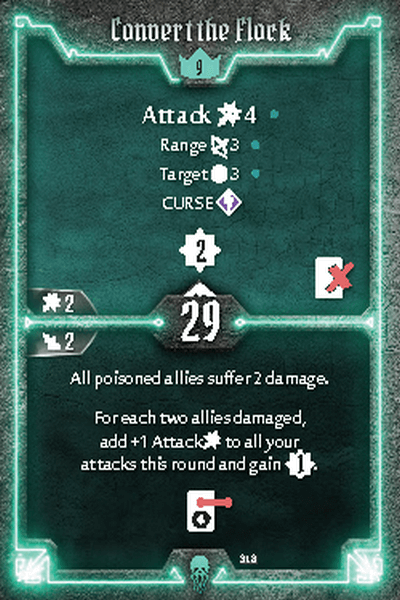 Convert the Flock
9
Attack 4
Range 3
Target 3
CURSE
2
2
29
2
All poisoned allies suffer 2 damage.
For each two allies damaged,
add +1 Attack to all your
attacks this round and gain 1.